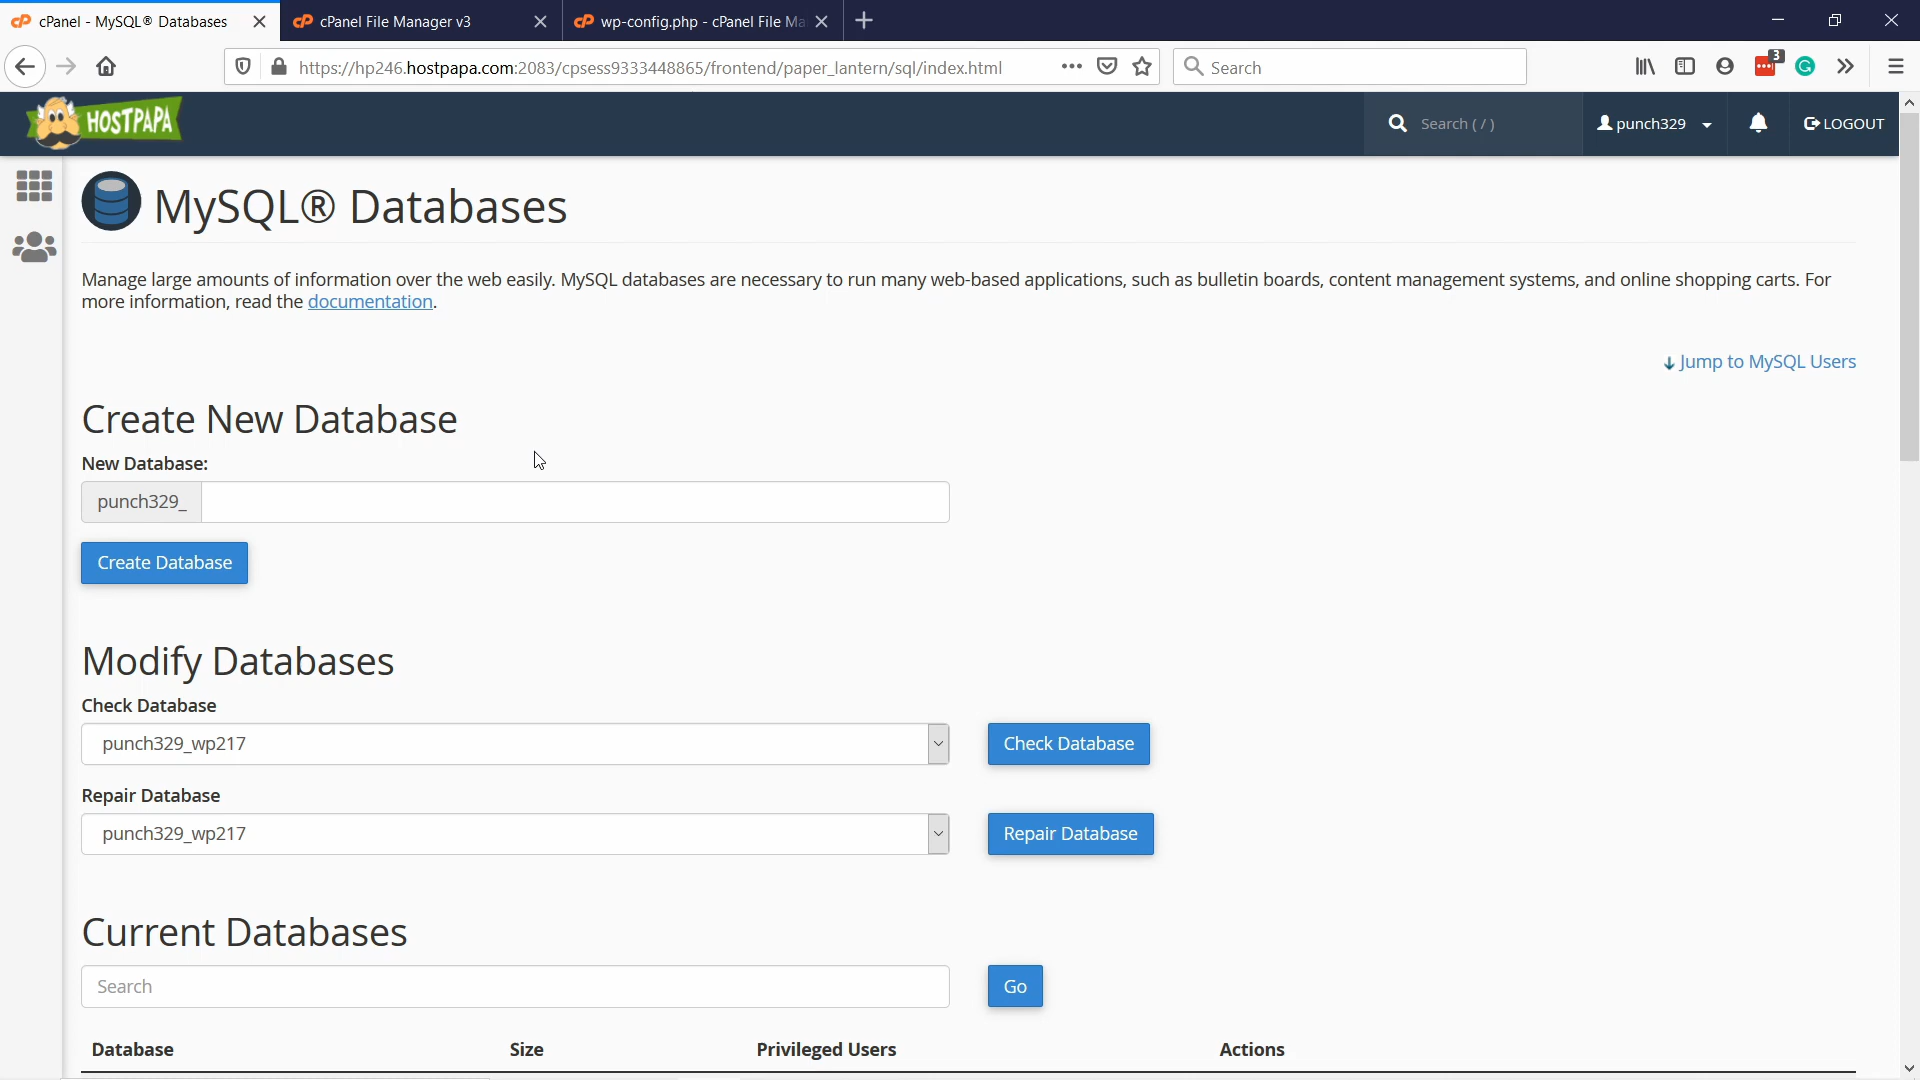 cPanel - MySQL® Databases
cPanel File Manager v3
wp-config.php - cPanel File Ma
https://hp246.hostpapa.com:2083/cpsess9333448865/frontend/paper_lantern/sql/index.html
Search
3
HOSTPAPA
Search ( / )
punch329
LOGOUT
MySQL® Databases
Manage large amounts of information over the web easily. MySQL databases are necessary to run many web-based applications, such as bulletin boards, content management systems, and online shopping carts. For
more information, read the documentation.
Jump to MySQL Users
Create New Database
New Database:
punch329_
Create Database
Modify Databases
Check Database
punch329_wp217
Check Database
Repair Database
punch329_wp217
Repair Database
Current Databases
Search
Go
Database Size Privileged Users Actions